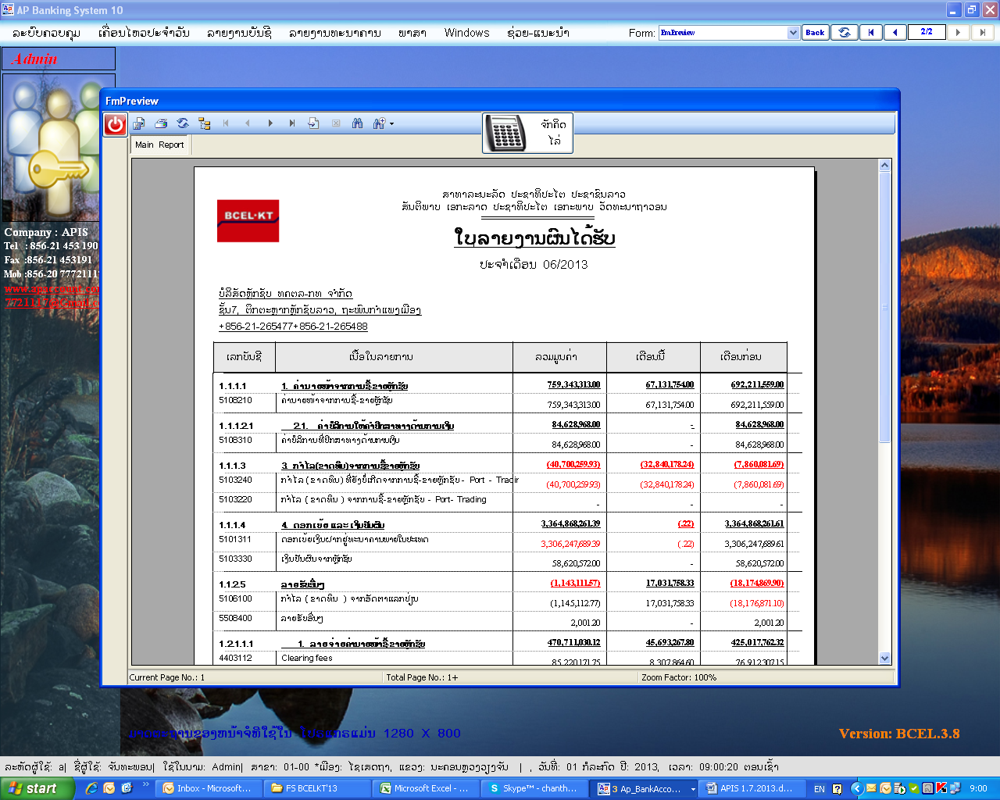 AP Banking System 10
ລະບົບຄວບຄຸມ ເຄື່ອນໄຫວປະຈຳວັນ ລາຍງານບັນຊີ ລາຍງານທະນາຄານ ພາສາ Windows ຊ່ວຍ-ແນະນຳ Form: FmPreview Back 2/2
Admin
Company : APIS
Tel : 856-21 453 190
Fax :856-21 453191
Mob :856-20 7772111
7721117@Gmail.c
FmPreview
ຈັກຄິດ
ໄລ່
Main Report
BCEL-KT
ສາທາລະນະລັດ ປະຊາທິປະໄຕ ປະຊາຊົນລາວ
ສັນຕິພາບ ເອກະລາດ ປະຊາທິປະໄຕ ເອກະພາບ ວັດທະນາຖາວອນ
ໃບລາຍງານຜົນໄດ້ຮັບ
ປະຈຳເດືອນ 06/2013
ບໍລິສັດຫຼັກຊັບ ທຄຕລ-ກທ ຈຳກັດ
ຊັ້ນ7, ຕຶກຕະຫຼາກຫຼັກຊັບລາວ, ຖະໜົນກຳແພງເມືອງ
+856-21-265477+856-21-265488
ເລກບັນຊີ ເນື້ອໃນລາຍການ ລວມມູນຄ່າ ເດືອນນີ້ ເດືອນກ່ອນ
1.1.1.1 1. ຄ່ານາຍໜ້າຈາກການຊື້-ຂາຍຫຼັກຊັບ 759,343,313.00 67,131,754.00 692,211,559.00
5108210 ຄ່ານາຍໜ້າຈາກການຊື້-ຂາຍຫຼັກຊັບ 759,343,313.00 67,131,754.00 692,211,559.00
1.1.1.2.1 2.1. ຄ່າບໍລິການໃຫ້ຄຳປຶກສາທາງດ້ານການເງິນ 84,628,968.00 - 84,628,968.00
5108310 ຄ່າບໍລິການທີ່ປຶກສາທາງດ້ານການເງິນ 84,628,968.00 - 84,628,968.00
1.1.1.3 3. ກຳໄລ(ຂາດທຶນ)ຈາກການຊື້ຂາຍຫຼັກຊັບ (40,700,259.93) (32,840,178.24) (7,860,081.69)
5103240 ກຳໄລ ( ຂາດທຶນ) ທີ່ຍັງບໍ່ເກີດຈາກການຊື້-ຂາຍຫຼັກຊັບ - Port - Tradir (40,700,259.93) (32,840,178.24) (7,860,081.69)
5103220 ກຳໄລ ( ຂາດທຶນ ) ຈາກການຊື້-ຂາຍຫຼັກຊັບ - Port- Trading - - -
1.1.1.4 4. ດອກເບ້ຍ ແລະ ເງິນປັນຜົນ 3,364,868,261.39 (.22) 3,364,868,261.61
5101311 ດອກເບ້ຍເງິນຝາກຢູ່ທະນາຄານພາຍໃນປະເທດ 3,306,247,689.39 (.22) 3,306,247,689.61
5103330 ເງິນປັນຜົນຈາກຫຼັກຊັບ 58,620,572.00 - 58,620,572.00
1.1.2.5 ລາຍຮັບອື່ນໆ (1,143,111.57) 17,031,758.33 (18,174,869.90)
5106100 ກຳໄລ ( ຂາດທຶນ ) ຈາກອັດຕາແລກປ່ຽນ (1,145,112.77) 17,031,758.33 (18,176,871.10)
5508400 ລາຍຮັບອື່ນໆ 2,001.20 - 2,001.20
1.2.1.1.1 1. ລາຍຈ່າຍຄ່ານາຍໜ້າຊື້-ຂາຍຫຼັກຊັບ 470,711,030.12 45,693,267.80 425,017,762.32
4403112 Clearing fees 85,220,171.75 8,307,864.60 76,912,307.15
Current Page No.: 1 Total Page No.: 1+ Zoom Factor: 100%
ໂປຣແກຣມແມ່ນ 1280 X 800
Version: BCEL.3.8
ລະຫັດຜູ້ໃຊ້: a| ຊື່ຜູ້ໃຊ້: ຈັນທະພອນ| ໃຊ້ໃນນາມ: Admin| ສາຂາ: 01-00 *ເມືອງ: ໄຊເສດຖາ, ແຂວງ: ນະຄອນຫຼວງວຽງຈັນ | , ວັນທີ: 01 ກໍລະກົດ ປີ: 2013, ເວລາ: 09:00:20 ຕອນເຊົ້າ
start Inbox - Microsoft... FS BCELKT'13 Microsoft Excel - ... Skype™ - chanth... 3 Ap_BankAcco... APIS 1.7.2013.d... EN 9:00